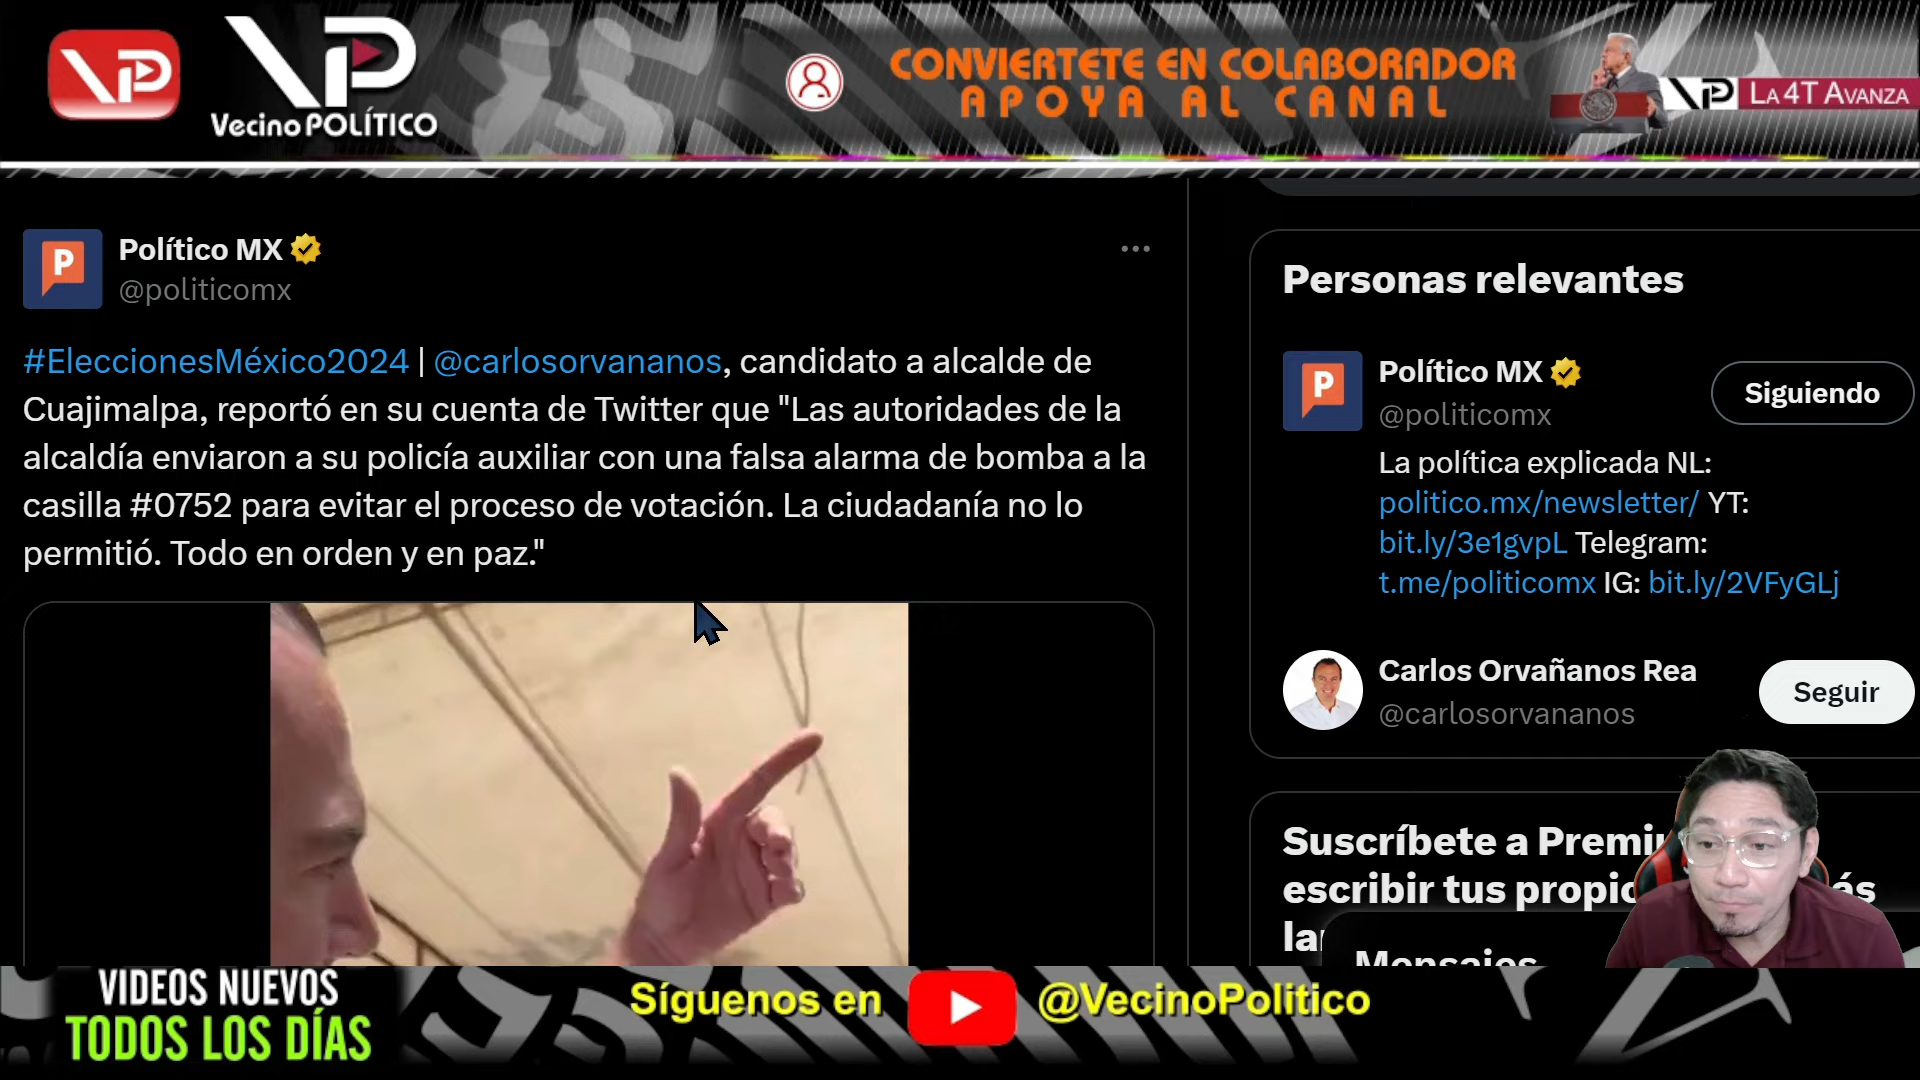 VP
VP
Vecino POLÍTICO
CONVIERTETE EN COLABORADOR
APOYA AL CANAL
VP LA 4T AVANZA
Político MX
@politicomx
#EleccionesMéxico2024 | @carlosorvananos, candidato a alcalde de
Cuajimalpa, reportó en su cuenta de Twitter que "Las autoridades de la
alcaldía enviaron a su policía auxiliar con una falsa alarma de bomba a la
casilla #0752 para evitar el proceso de votación. La ciudadanía no lo
permitió. Todo en orden y en paz."
Personas relevantes
Político MX
@politicomx
Siguiendo
La política explicada NL:
politico.mx/newsletter/ YT:
bit.ly/3e1gvpL Telegram:
t.me/politicomx IG: bit.ly/2VFyGLj
Carlos Orvañanos Rea
@carlosorvananos
Seguir
Suscríbete a
escribir tus
Mensajes
VIDEOS NUEVOS
TODOS LOS DÍAS
Síguenos en
@VecinoPolitico